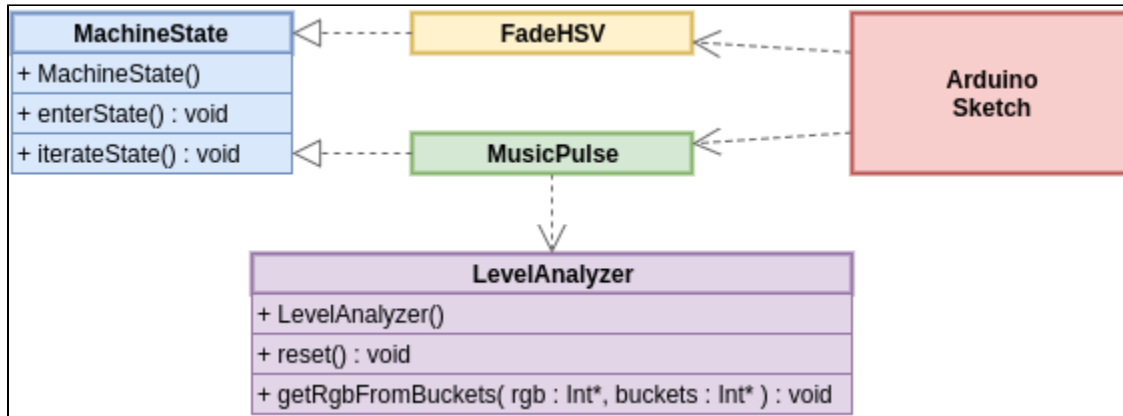 MachineState
+ MachineState()
+ enterState() : void
+ iterateState() : void
FadeHSV
MusicPulse
Arduino
Sketch
LevelAnalyzer
+ LevelAnalyzer()
+ reset() : void
+ getRgbFromBuckets( rgb : Int*, buckets : Int* ) : void